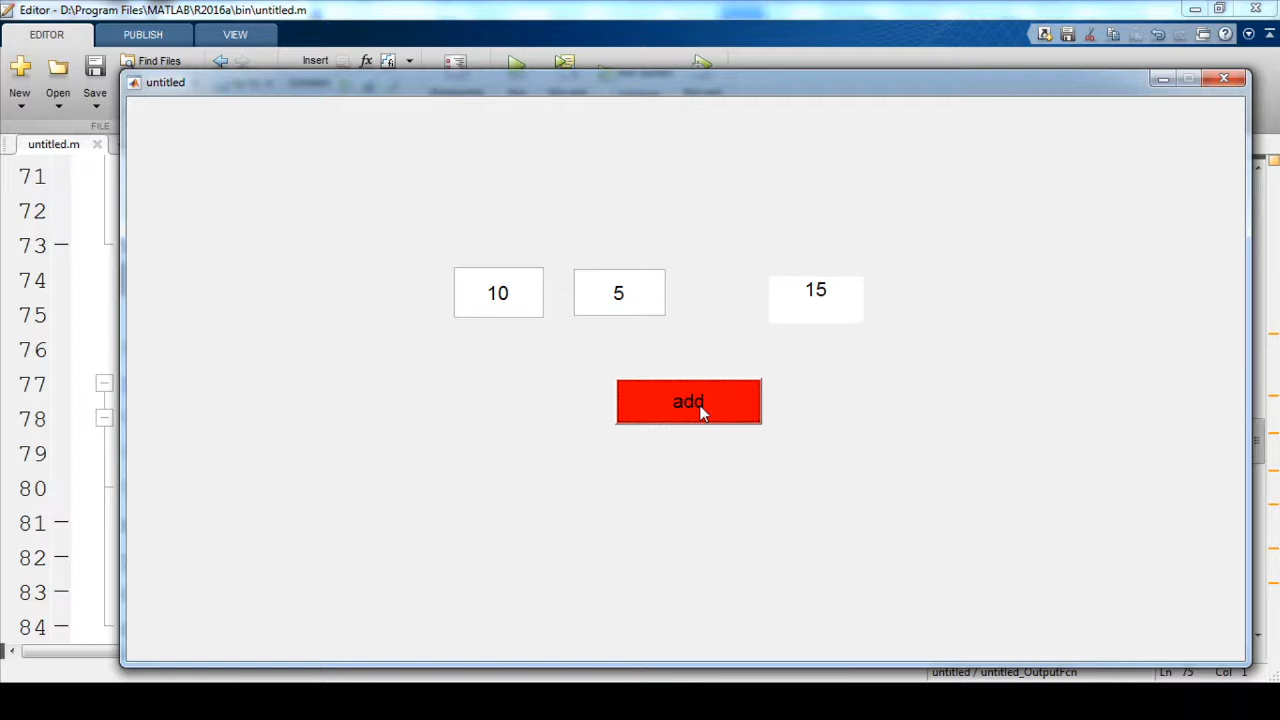 Editor - D:\Program Files\MATLAB\R2016a\bin\untitled.m
EDITOR PUBLISH VIEW
New Open Save Find Files Insert fx
FILE
untitled
untitled.m
71
72
73
74
75
76
77
78
79
80
81
82
83
84
10 5 15
add
untitled / untitled_OutputFcn Ln 75 Col 1